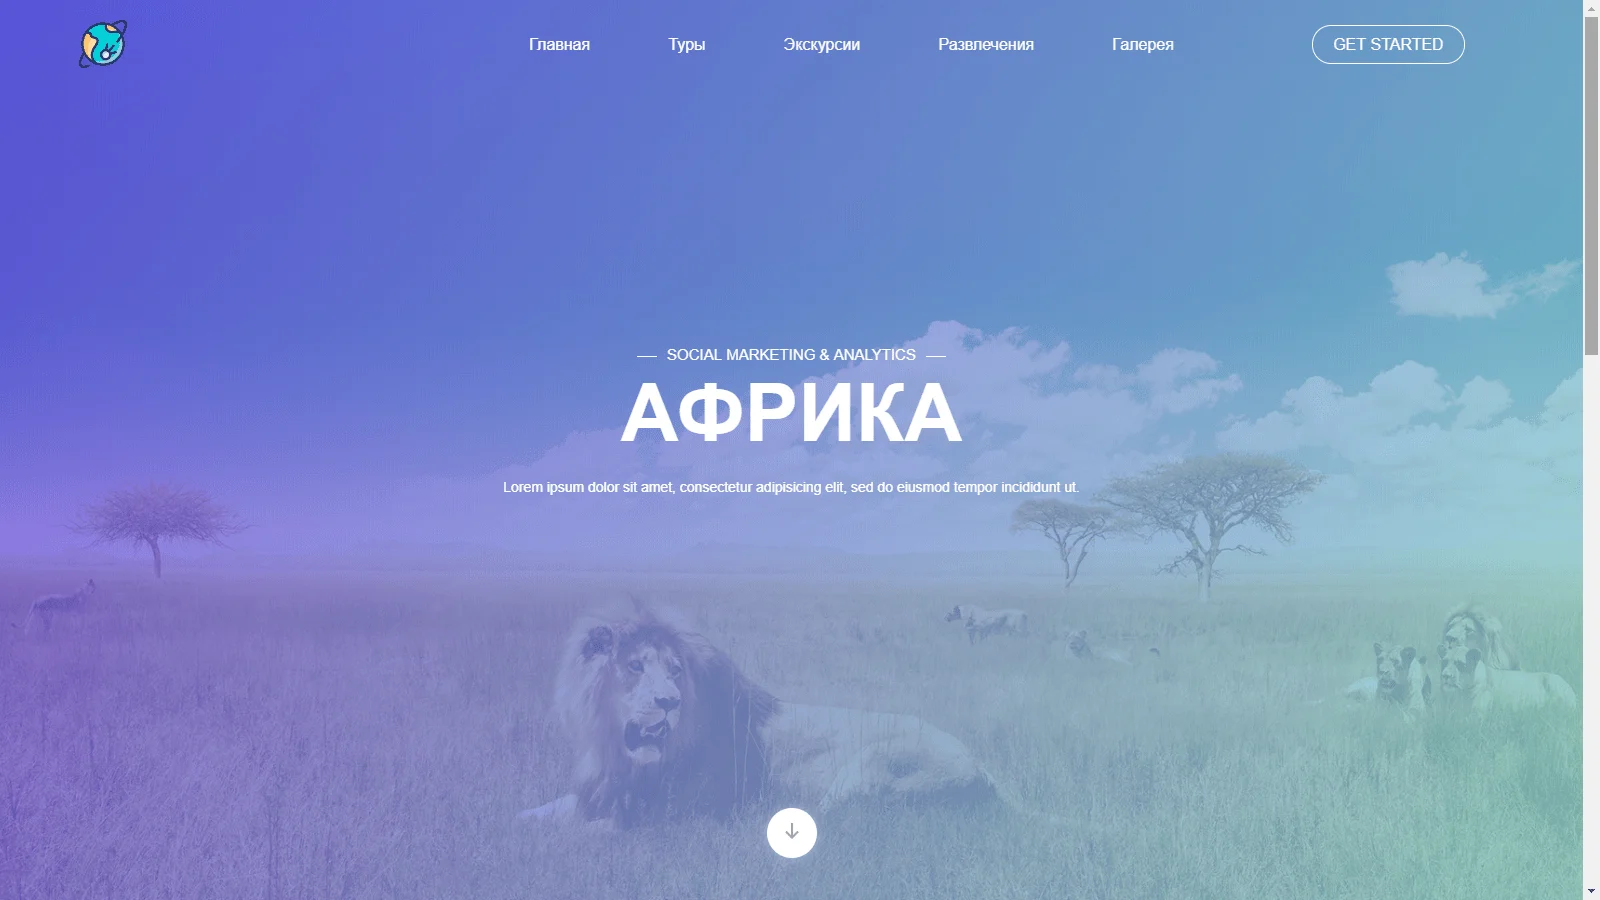 Главная
Туры
Экскурсии
Развлечения
Галерея
GET STARTED
SOCIAL MARKETING & ANALYTICS
АФРИКА
Lorem ipsum dolor sit amet, consectetur adipisicing elit, sed do eiusmod tempor incididunt ut.